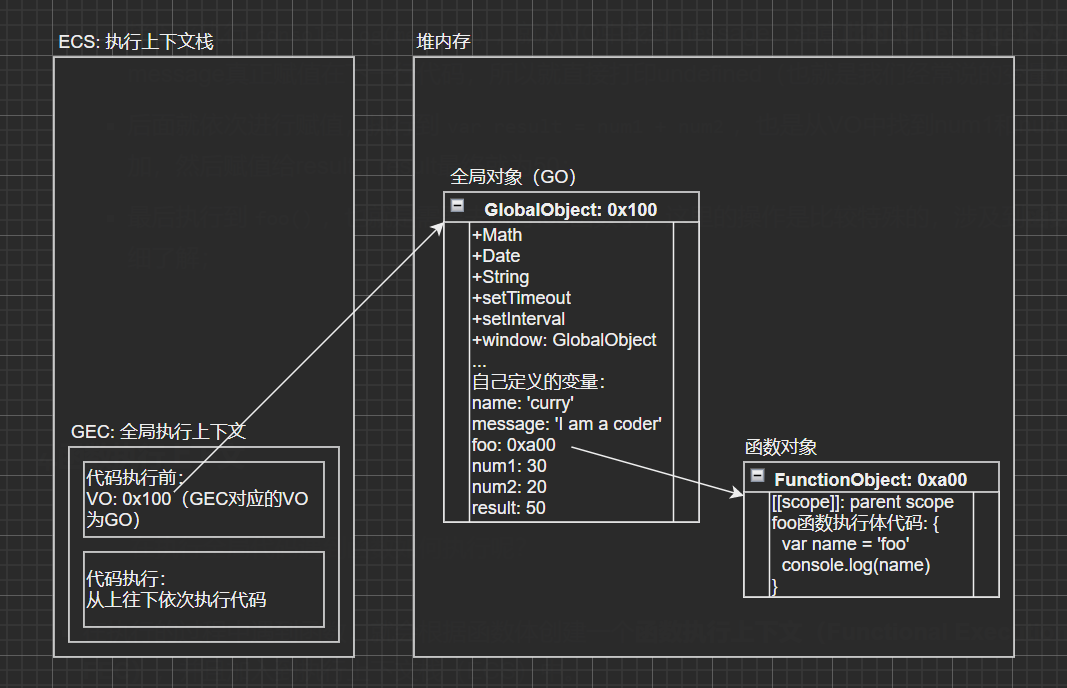 ECS: 执行上下文栈
堆内存
全局对象（GO）
GlobalObject: 0x100
+Math
+Date
+String
+setTimeout
+setInterval
+window: GlobalObject
...
自己定义的变量：
name: 'curry'
message: 'I am a coder'
foo: 0xa00
num1: 30
num2: 20
result: 50
GEC: 全局执行上下文
代码执行前：
VO: 0x100（GEC对应的VO
为GO）
代码执行：
从上往下依次执行代码
函数对象
FunctionObject: 0xa00
[[scope]]: parent scope
foo函数执行体代码: {
var name = 'foo'
console.log(name)
}